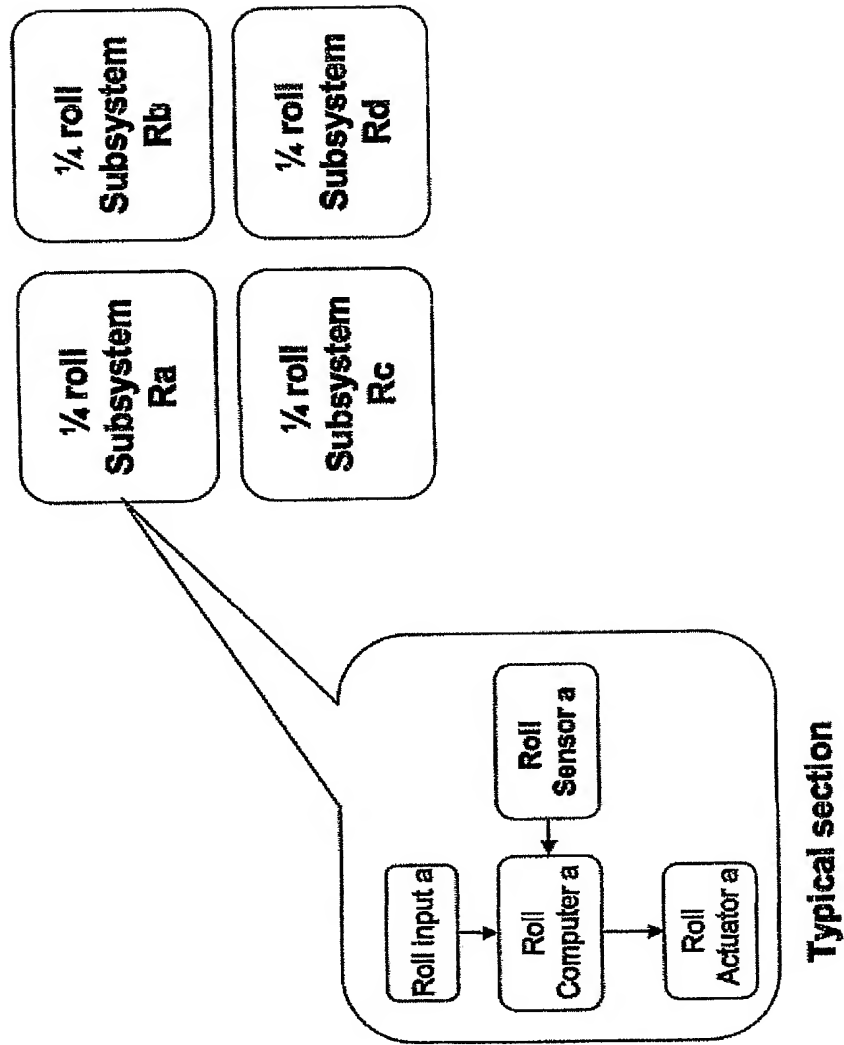 ¼ roll
Subsystem
Ra
¼ roll
Subsystem
Rb
¼ roll
Subsystem
Rc
¼ roll
Subsystem
Rd
Roll input a
Roll
Computer a
Roll
Sensor a
Roll
Actuator a
Typical section